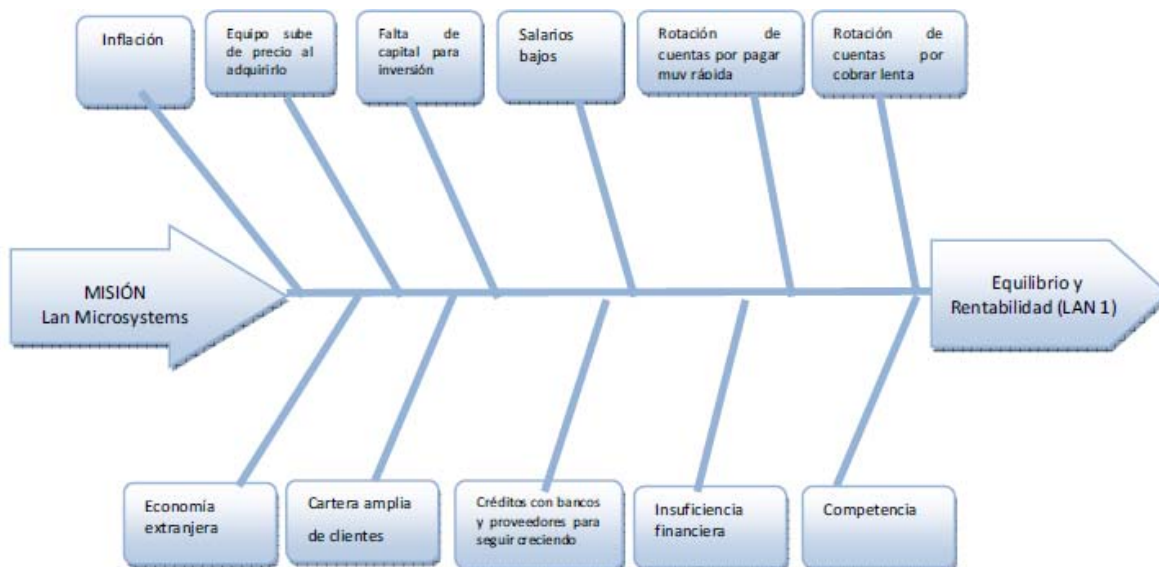 Inflación
Equipo sube
de precio al
adquirirlo
Falta de
capital para
inversión
Salarios
bajos
Rotación de
cuentas por pagar
muy rápida
Rotación de
cuentas por
cobrar lenta
MISIÓN
Lan Microsystems
Equilibrio y
Rentabilidad (LAN 1)
Economía
extranjera
Cartera amplia
de clientes
Créditos con bancos
y proveedores para
seguir creciendo
Insuficiencia
financiera
Competencia